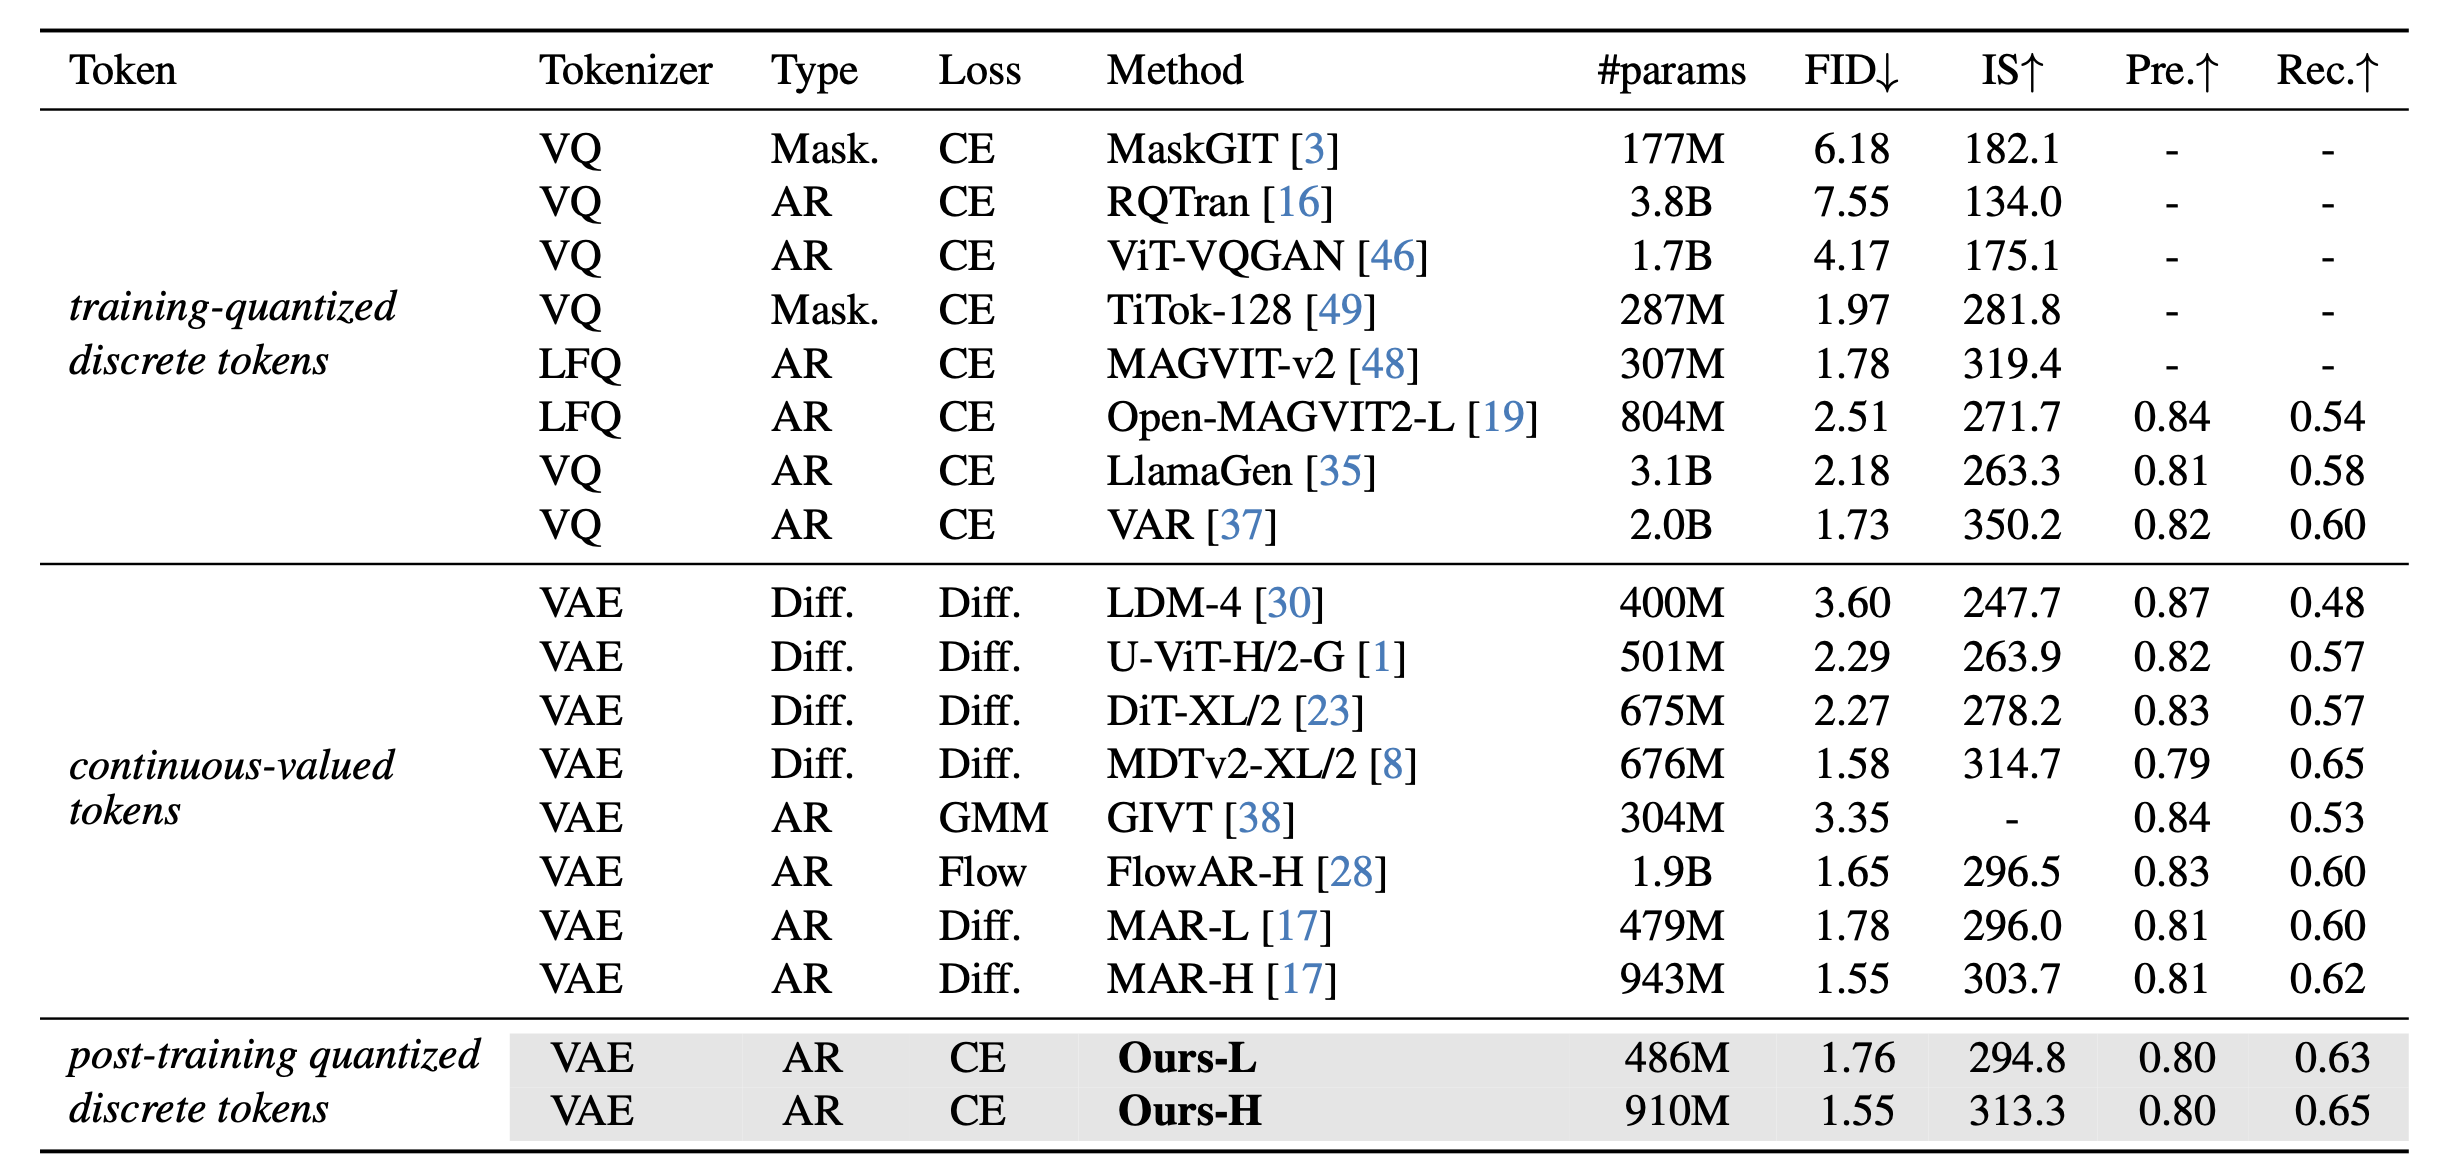 Token Tokenizer Type Loss Method #params FID↓ IS↑ Pre.↑ Rec.↑
VQ Mask. CE MaskGIT [3] 177M 6.18 182.1 - -
VQ AR CE RQTran [16] 3.8B 7.55 134.0 - -
VQ AR CE ViT-VQGAN [46] 1.7B 4.17 175.1 - -
training-quantized VQ Mask. CE TiTok-128 [49] 287M 1.97 281.8 - -
discrete tokens LFQ AR CE MAGVIT-v2 [48] 307M 1.78 319.4 - -
LFQ AR CE Open-MAGVIT2-L [19] 804M 2.51 271.7 0.84 0.54
VQ AR CE LlamaGen [35] 3.1B 2.18 263.3 0.81 0.58
VQ AR CE VAR [37] 2.0B 1.73 350.2 0.82 0.60
VAE Diff. Diff. LDM-4 [30] 400M 3.60 247.7 0.87 0.48
VAE Diff. Diff. U-ViT-H/2-G [1] 501M 2.29 263.9 0.82 0.57
VAE Diff. Diff. DiT-XL/2 [23] 675M 2.27 278.2 0.83 0.57
continuous-valued VAE Diff. Diff. MDTv2-XL/2 [8] 676M 1.58 314.7 0.79 0.65
tokens VAE AR GMM GIVT [38] 304M 3.35 - 0.84 0.53
VAE AR Flow FlowAR-H [28] 1.9B 1.65 296.5 0.83 0.60
VAE AR Diff. MAR-L [17] 479M 1.78 296.0 0.81 0.60
VAE AR Diff. MAR-H [17] 943M 1.55 303.7 0.81 0.62
post-training quantized VAE AR CE Ours-L 486M 1.76 294.8 0.80 0.63
discrete tokens VAE AR CE Ours-H 910M 1.55 313.3 0.80 0.65